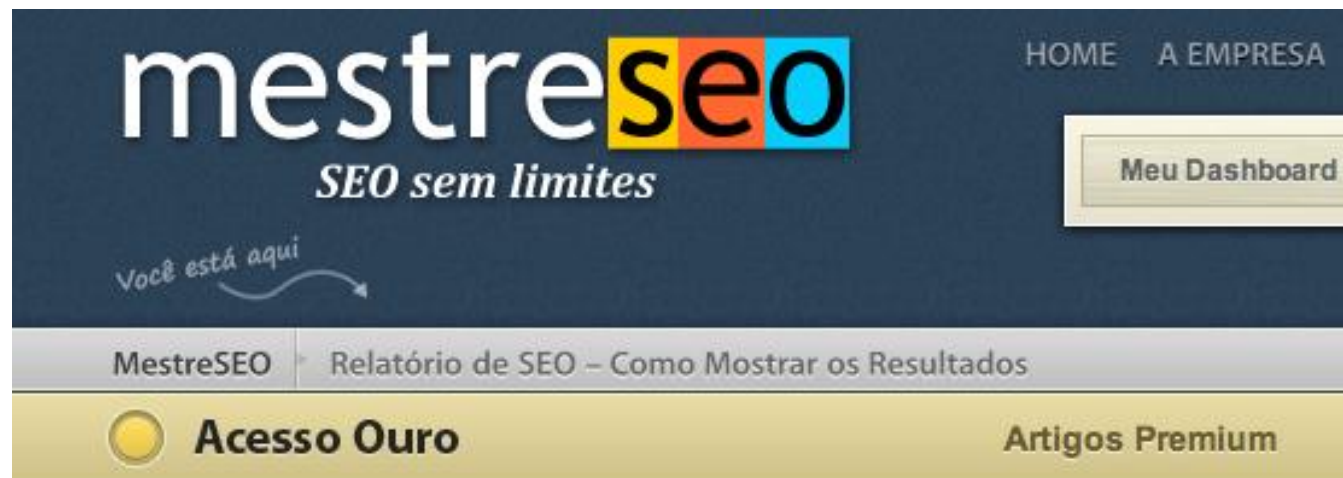 mestreseo
HOME A EMPRESA
SEO sem limites
Meu Dashboard
Você está aqui
MestreSEO Relatório de SEO – Como Mostrar os Resultados
Acesso Ouro Artigos Premium